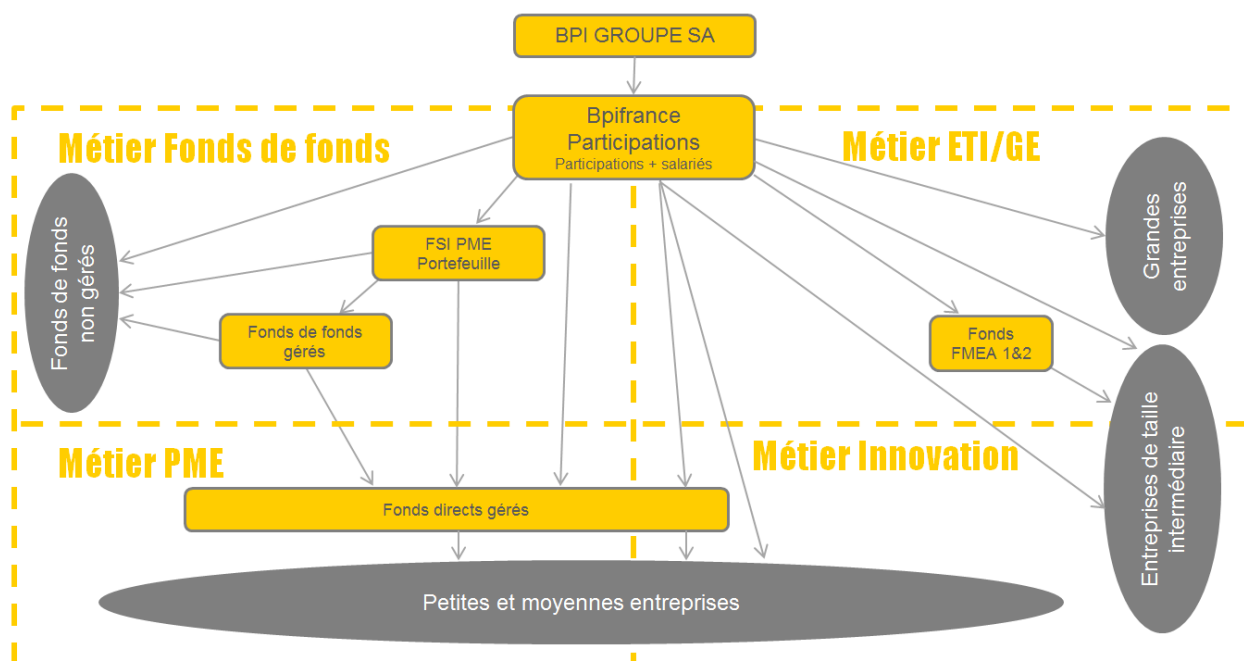 BPI GROUPE SA
Bpifrance
Participations
Participations + salariés
Métier Fonds de fonds
Métier ETI/GE
Fonds de fonds
non gérés
FSI PME
Portefeuille
Grandes
entreprises
Fonds de fonds
gérés
Fonds
FMEA 1&2
Métier PME
Métier Innovation
Entreprises de taille
intermédiaire
Fonds directs gérés
Petites et moyennes entreprises